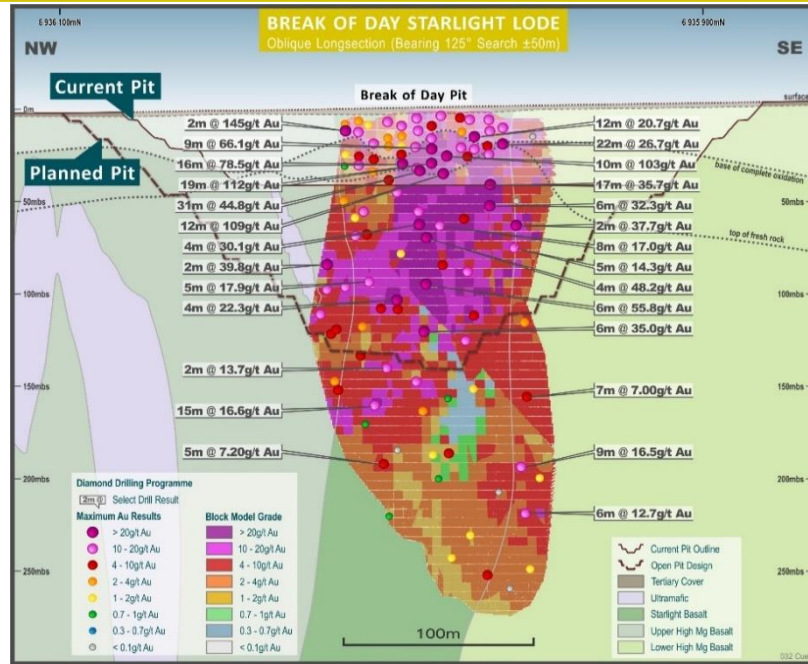 BREAK OF DAY STARLIGHT LODE
Oblique Longsection (Bearing 125° Search ±50m)
6 936 100mN
6 935 900mN
NW
SE
Current Pit
Break of Day Pit
0m
surface
2m @ 145g/t Au
12m @ 20.7g/t Au
9m @ 66.1g/t Au
22m @ 26.7g/t Au
Planned Pit
16m @ 78.5g/t Au
10m @ 103g/t Au
base of complete oxidation
19m @ 112g/t Au
17m @ 35.7g/t Au
50mbs
31m @ 44.8g/t Au
6m @ 32.3g/t Au
12m @ 109g/t Au
2m @ 37.7g/t Au
top of fresh rock
4m @ 30.1g/t Au
8m @ 17.0g/t Au
2m @ 39.8g/t Au
5m @ 14.3g/t Au
5m @ 17.9g/t Au
4m @ 48.2g/t Au
100mbs
4m @ 22.3g/t Au
6m @ 55.8g/t Au
6m @ 35.0g/t Au
150mbs
2m @ 13.7g/t Au
7m @ 7.00g/t Au
15m @ 16.6g/t Au
5m @ 7.20g/t Au
9m @ 16.5g/t Au
200mbs
6m @ 12.7g/t Au
250mbs
Diamond Drilling Programme
2m @ Select Drill Result
Maximum Au Results
> 20g/t Au
10 - 20g/t Au
4 - 10g/t Au
2 - 4g/t Au
1 - 2g/t Au
0.7 - 1g/t Au
0.3 - 0.7g/t Au
< 0.1g/t Au
Block Model Grade
> 20g/t Au
10 - 20g/t Au
4 - 10g/t Au
2 - 4g/t Au
1 - 2g/t Au
0.7 - 1g/t Au
0.3 - 0.7g/t Au
< 0.1g/t Au
100m
Current Pit Outline
Open Pit Design
Tertiary Cover
Ultramafic
Starlight Basalt
Upper High Mg Basalt
Lower High Mg Basalt
250mbs